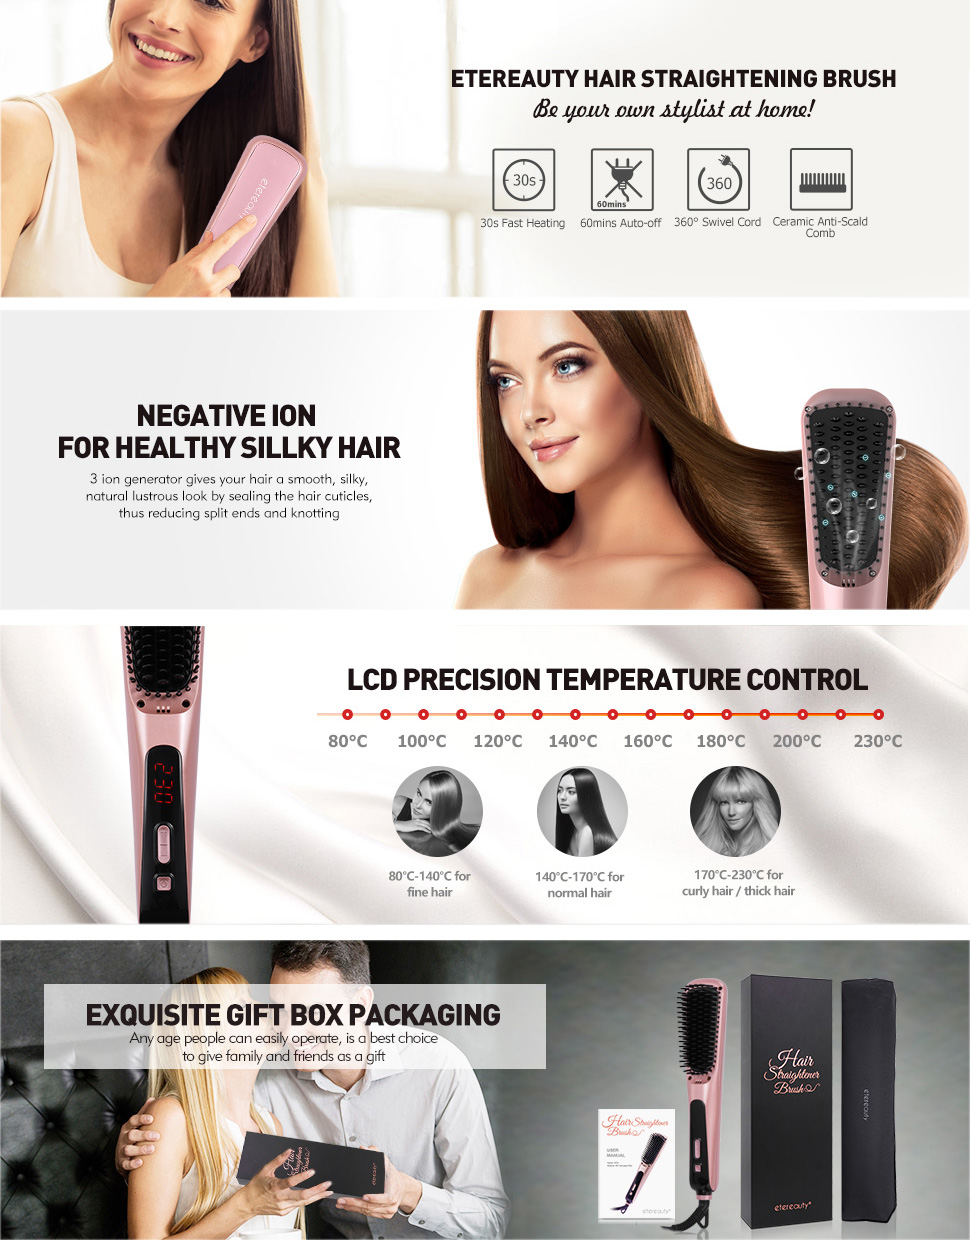 etereauty
ETEREAUTY HAIR STRAIGHTENING BRUSH
Be your own stylist at home!
30s
60mins
360
30s Fast Heating
60mins Auto-off
360° Swivel Cord
Ceramic Anti-Scald
Comb
NEGATIVE ION
FOR HEALTHY SILLKY HAIR
3 ion generator gives your hair a smooth, silky,
natural lustrous look by sealing the hair cuticles,
thus reducing split ends and knotting
LCD PRECISION TEMPERATURE CONTROL
80°C 100°C 120°C 140°C 160°C 180°C 200°C 230°C
230
80°C-140°C for
fine hair
140°C-170°C for
normal hair
170°C-230°C for
curly hair / thick hair
EXQUISITE GIFT BOX PACKAGING
Any age people can easily operate, is a best choice
to give family and friends as a gift
Hair
Straightener
Brush
etereauty
Hair Straightener
Brush
USER
MANUAL
etereauty
Hair
Straightener
Brush
etereauty
etereauty